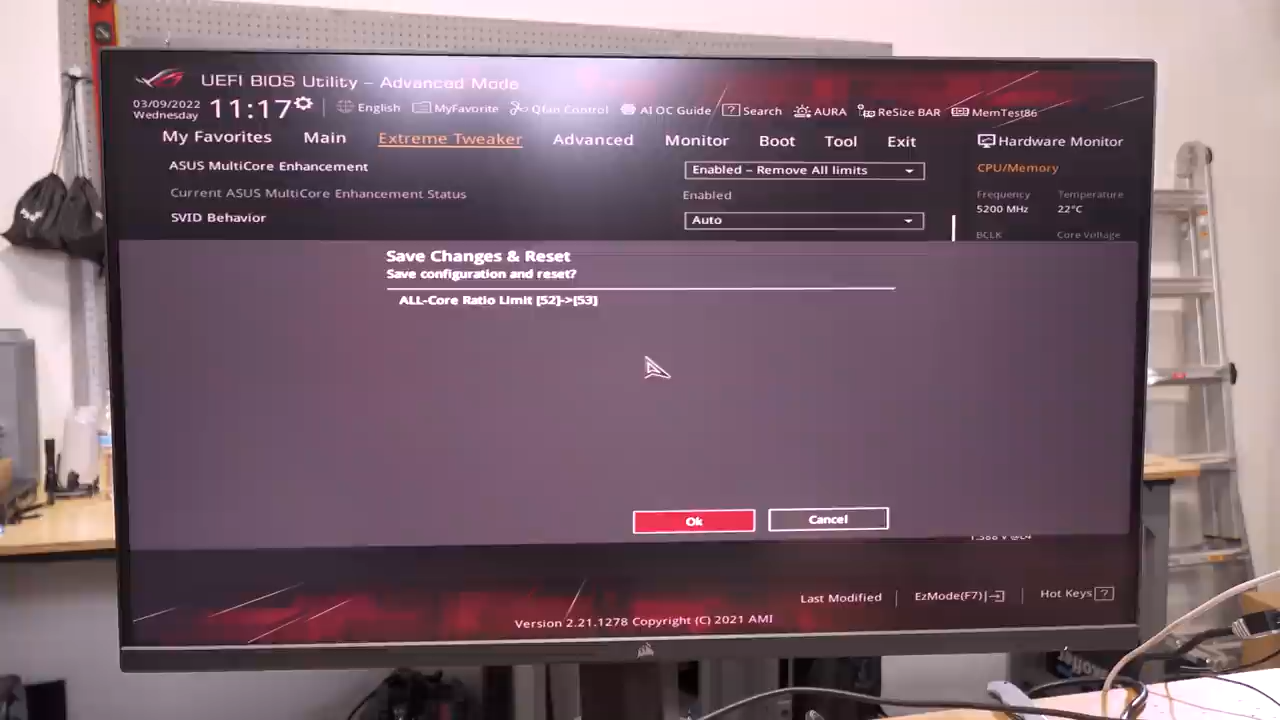 UEFI BIOS Utility – Advanced Mode
03/09/2022
Wednesday
11:17
English
MyFavorite
Qfan Control
AI OC Guide
Search
AURA
ReSize BAR
MemTest86
My Favorites
Main
Extreme Tweaker
Advanced
Monitor
Boot
Tool
Exit
Hardware Monitor
ASUS MultiCore Enhancement
Enabled – Remove All limits
CPU/Memory
Current ASUS MultiCore Enhancement Status
Enabled
Frequency
Temperature
5200 MHz
22°C
SVID Behavior
Auto
BCLK
Core Voltage
Save Changes & Reset
Save configuration and reset?
ALL-Core Ratio Limit [52]->[53]
Ok
Cancel
Last Modified
EzMode(F7)
Hot Keys ?
Version 2.21.1278 Copyright (C) 2021 AMI